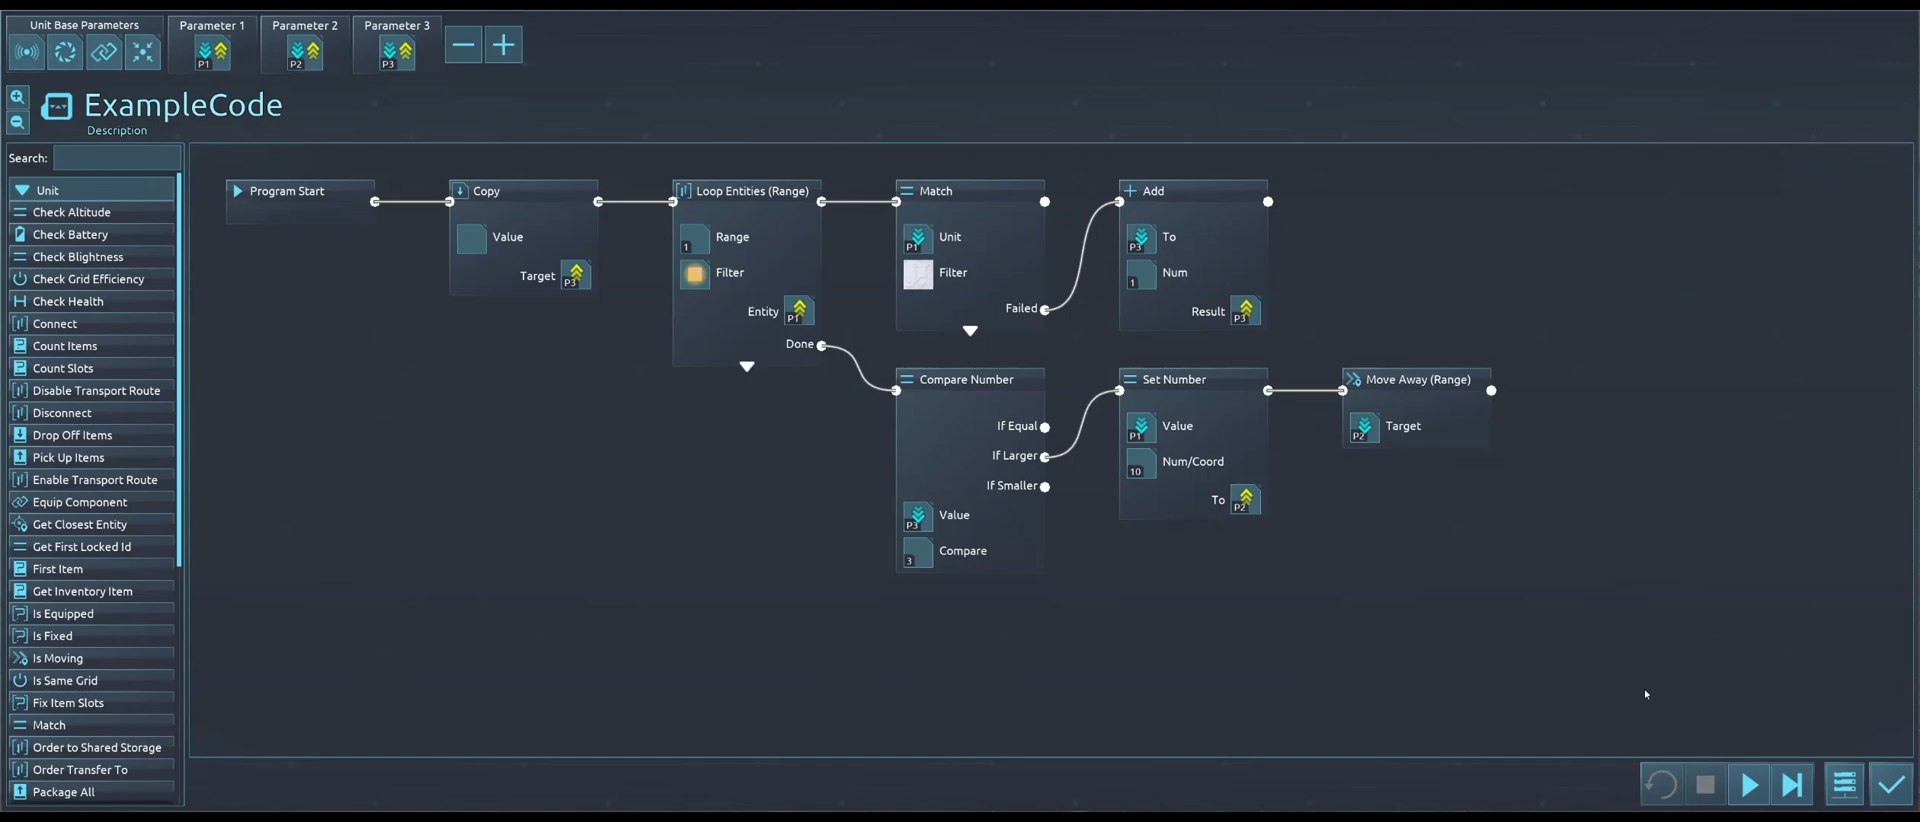 Unit Base Parameters
Parameter 1
Parameter 2
Parameter 3
P1
P2
P3
ExampleCode
Description
Search:
Unit
Check Altitude
Check Battery
Check Blightness
Check Grid Efficiency
Check Health
Connect
Count Items
Count Slots
Disable Transport Route
Disconnect
Drop Off Items
Pick Up Items
Enable Transport Route
Equip Component
Get Closest Entity
Get First Locked Id
First Item
Get Inventory Item
Is Equipped
Is Fixed
Is Moving
Is Same Grid
Fix Item Slots
Match
Order to Shared Storage
Order Transfer To
Package All
Program Start
Copy
Value
Target
P3
Loop Entities (Range)
1
Range
Filter
Entity
P1
Done
Match
P1
Unit
Filter
Failed
Add
P3
To
1
Num
Result
P3
Compare Number
If Equal
If Larger
If Smaller
P3
Value
3
Compare
Set Number
P1
Value
10
Num/Coord
To
P2
Move Away (Range)
P2
Target